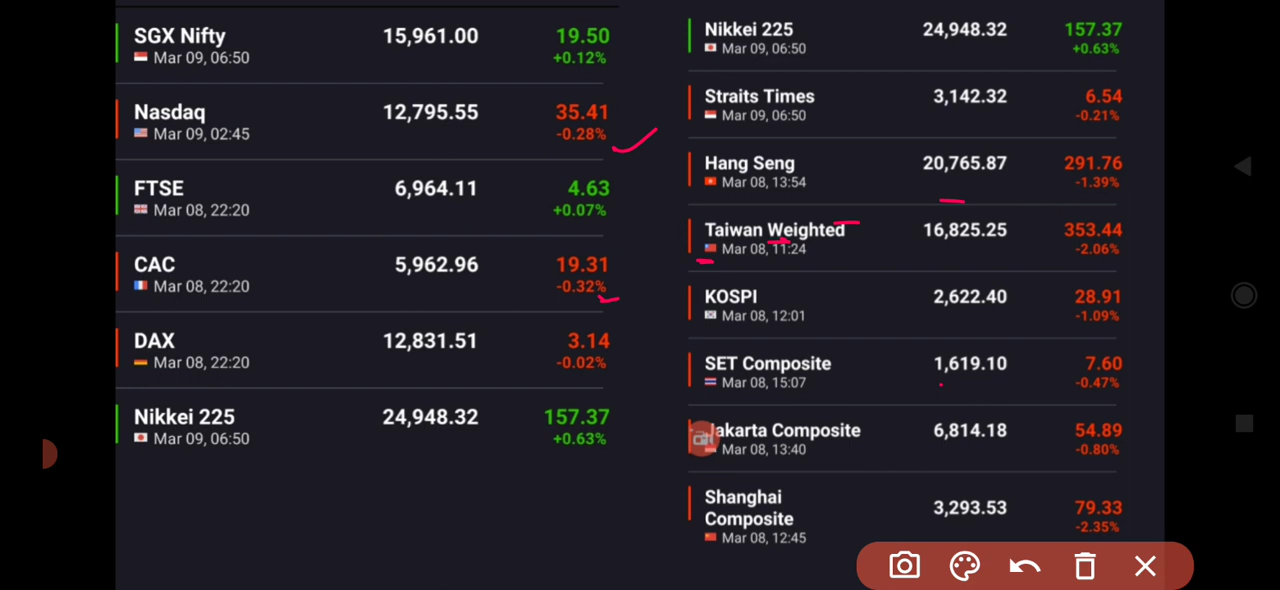 SGX Nifty 15,961.00 19.50
Mar 09, 06:50 +0.12%
Nasdaq 12,795.55 35.41
Mar 09, 02:45 -0.28%
FTSE 6,964.11 4.63
Mar 08, 22:20 +0.07%
CAC 5,962.96 19.31
Mar 08, 22:20 -0.32%
DAX 12,831.51 3.14
Mar 08, 22:20 -0.02%
Nikkei 225 24,948.32 157.37
Mar 09, 06:50 +0.63%
Nikkei 225 24,948.32 157.37
Mar 09, 06:50 +0.63%
Straits Times 3,142.32 6.54
Mar 09, 06:50 -0.21%
Hang Seng 20,765.87 291.76
Mar 08, 13:54 -1.39%
Taiwan Weighted 16,825.25 353.44
Mar 08, 11:24 -2.06%
KOSPI 2,622.40 28.91
Mar 08, 12:01 -1.09%
SET Composite 1,619.10 7.60
Mar 08, 15:07 -0.47%
Jakarta Composite 6,814.18 54.89
Mar 08, 13:40 -0.80%
Shanghai
Composite 3,293.53 79.33
Mar 08, 12:45 -2.35%